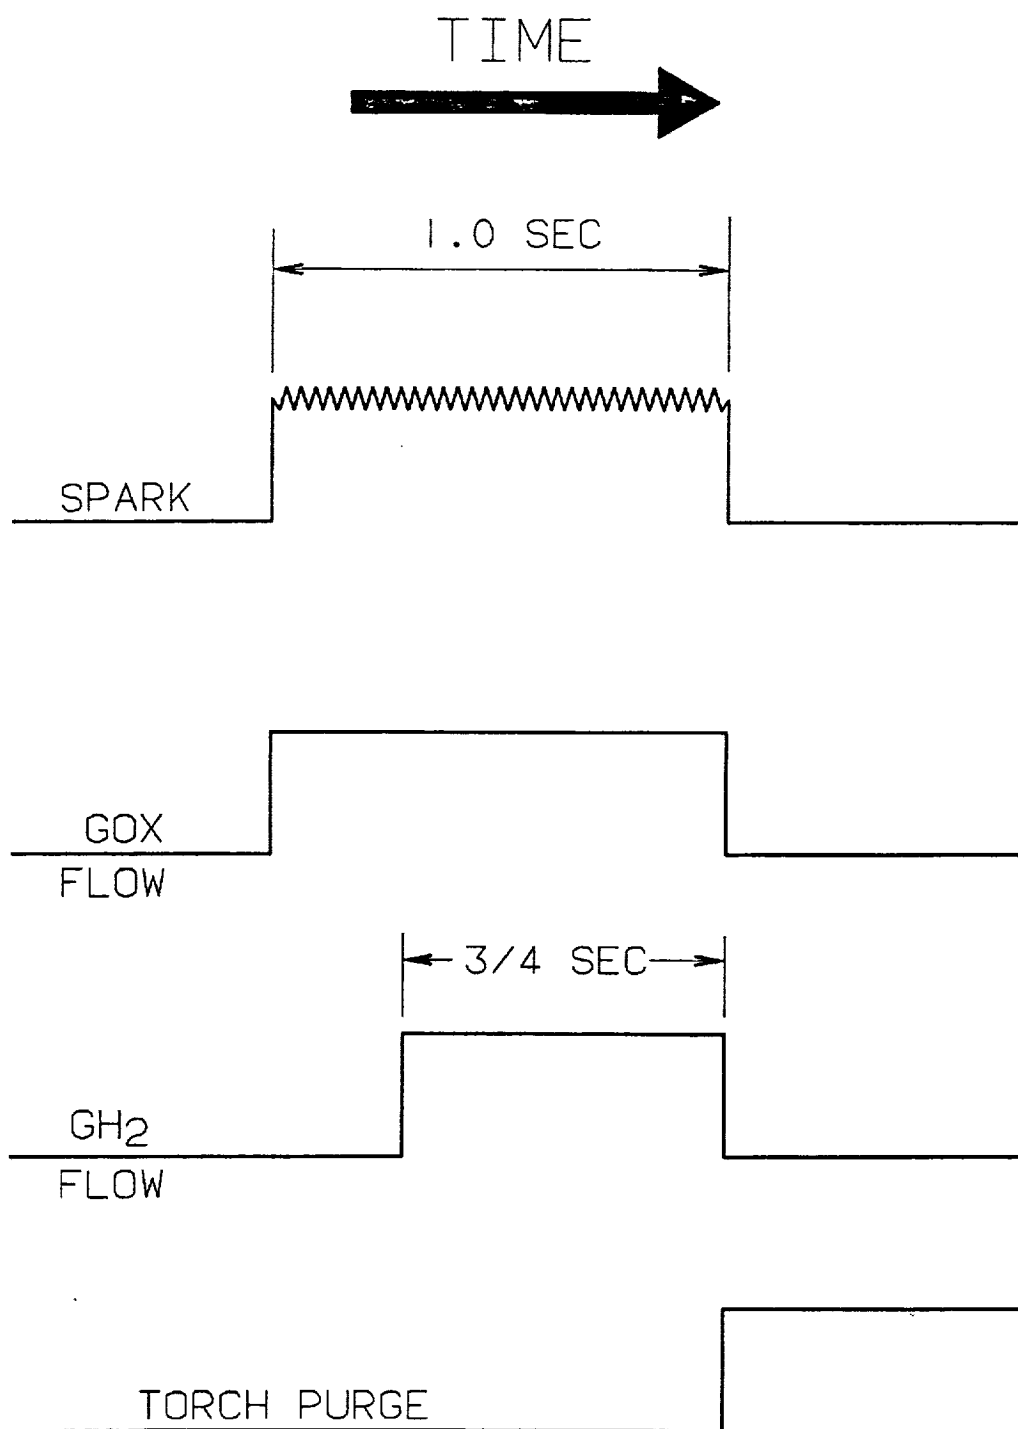 TIME
1.0 SEC
SPARK
GOX
FLOW
3/4 SEC
GH2
FLOW
TORCH PURGE